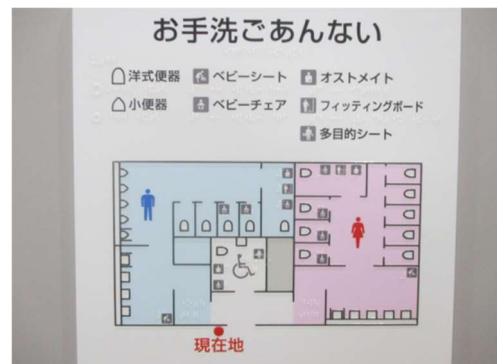 お手洗ごあんない
洋式便器 ベビーシート オストメイト
小便器 ベビーチェア フィッティングボード
多目的シート
現在地